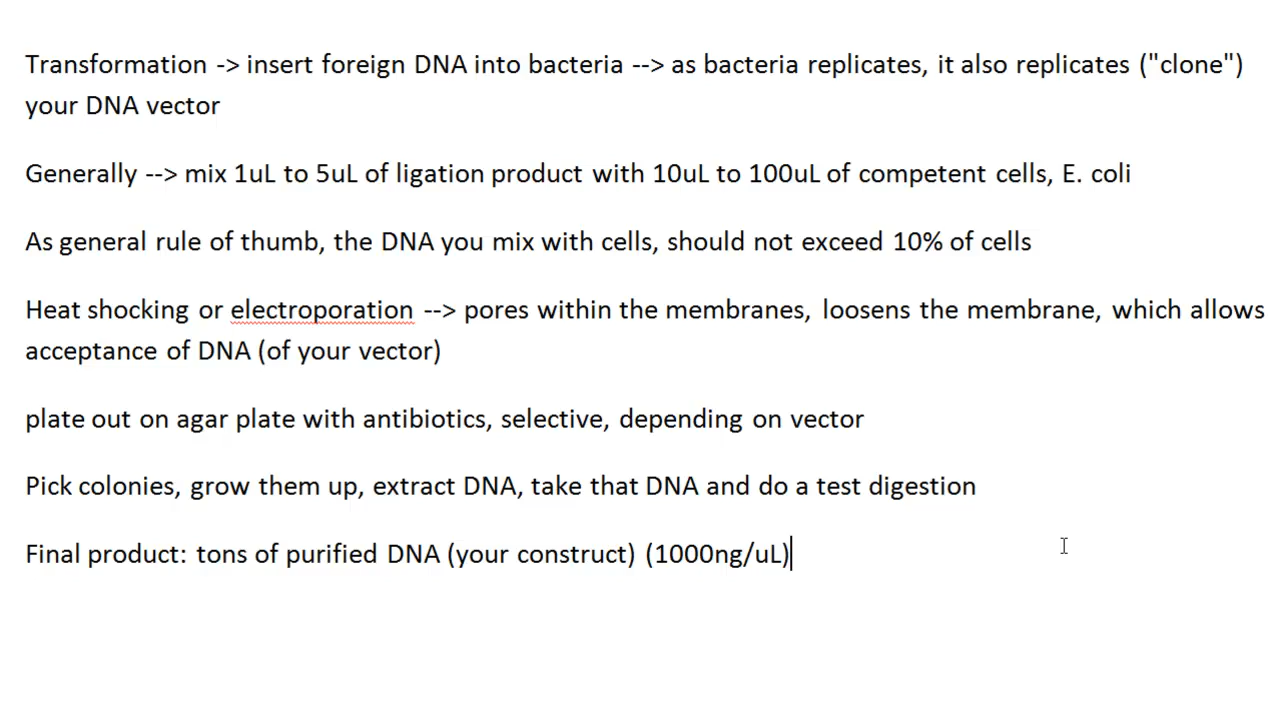 Transformation -> insert foreign DNA into bacteria --> as bacteria replicates, it also replicates ("clone")
your DNA vector
Generally --> mix 1uL to 5uL of ligation product with 10uL to 100uL of competent cells, E. coli
As general rule of thumb, the DNA you mix with cells, should not exceed 10% of cells
Heat shocking or electroporation --> pores within the membranes, loosens the membrane, which allows
acceptance of DNA (of your vector)
plate out on agar plate with antibiotics, selective, depending on vector
Pick colonies, grow them up, extract DNA, take that DNA and do a test digestion
Final product: tons of purified DNA (your construct) (1000ng/uL)